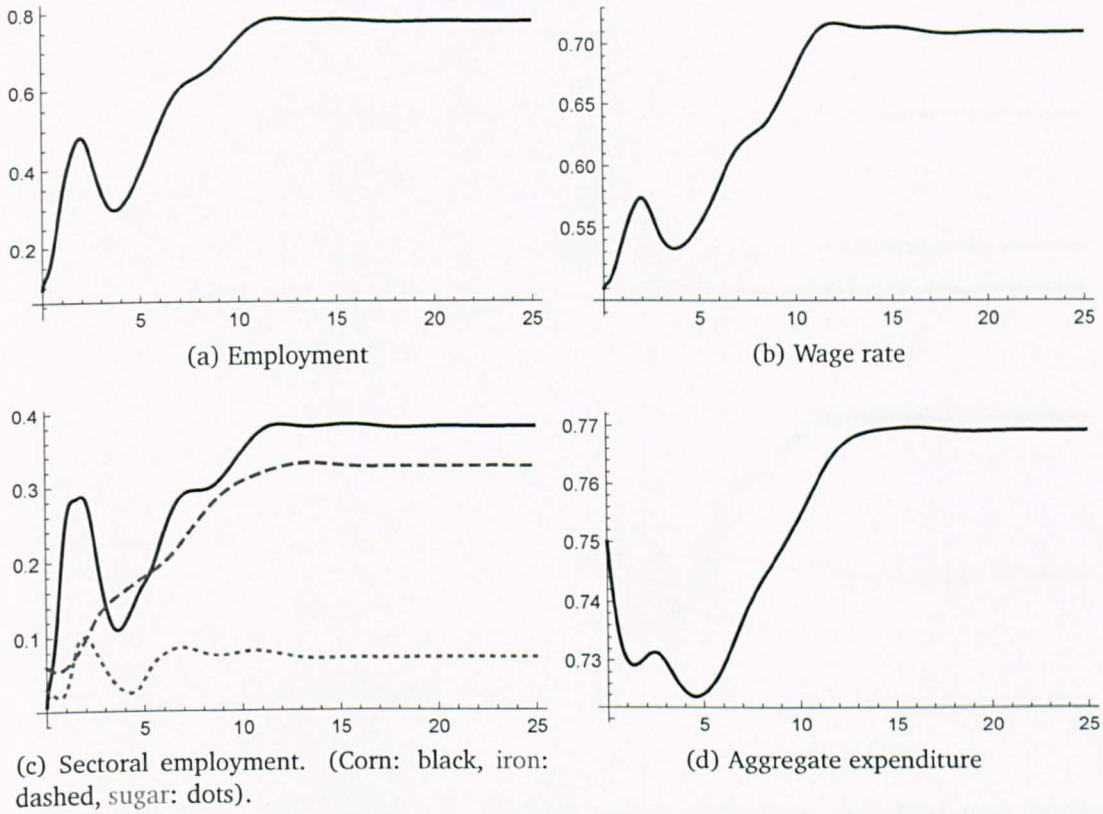 0.8
0.6
0.4
0.2
5 10 15 20 25
(a) Employment
0.70
0.65
0.60
0.55
5 10 15 20 25
(b) Wage rate
0.4
0.3
0.2
0.1
5 10 15 20 25
(c) Sectoral employment. (Corn: black, iron:
dashed, sugar: dots).
0.77
0.76
0.75
0.74
0.73
5 10 15 20 25
(d) Aggregate expenditure